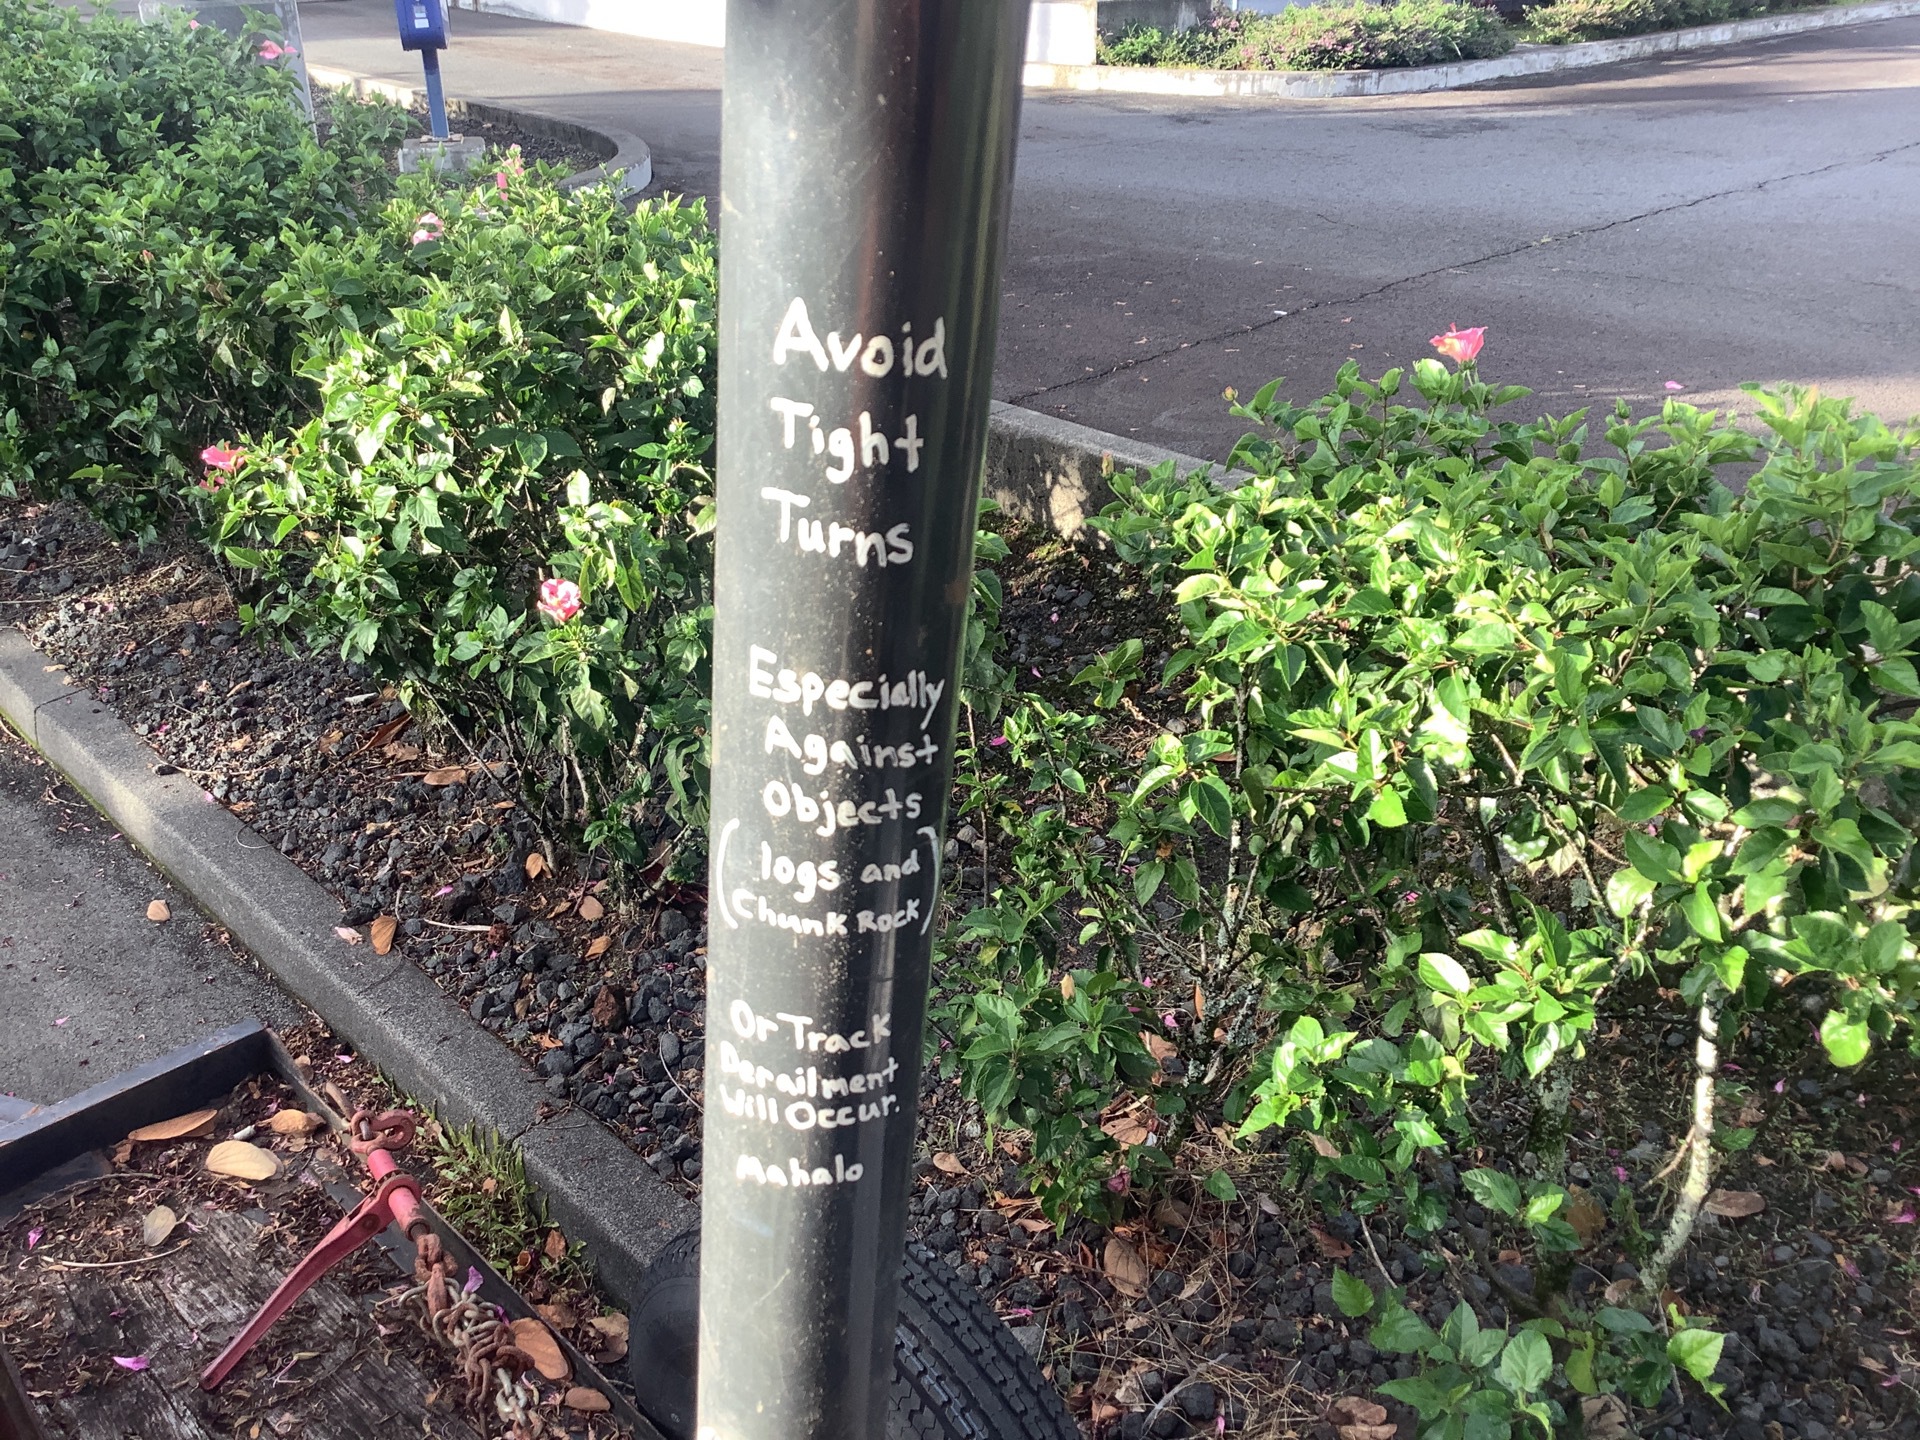 Avoid
Tight
Turns
Especially
Against
Objects
(logs and
Chunk Rock)
Or Track
Derailment
Will Occur.
Mahalo